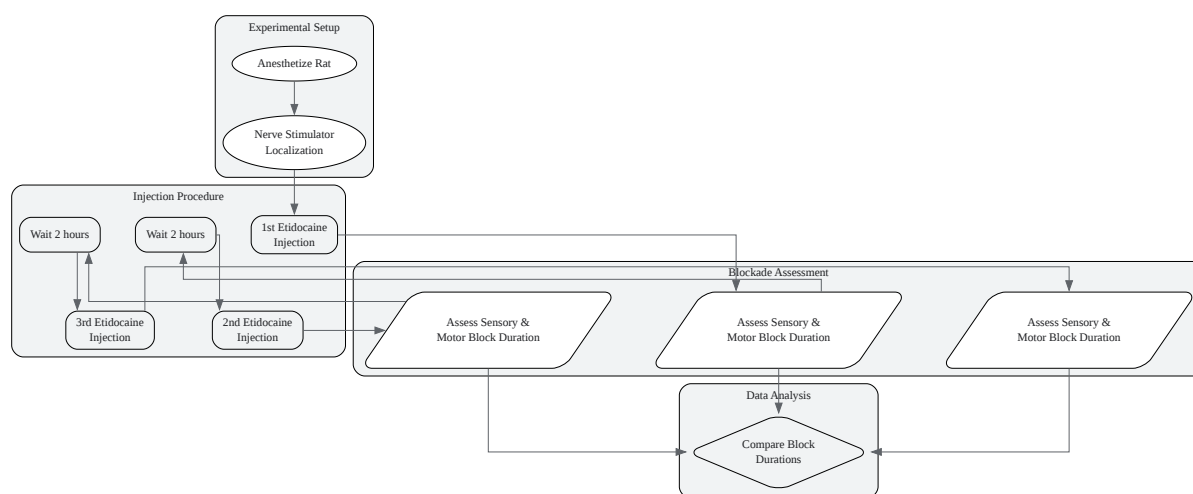 Experimental Setup
Anesthetize Rat
Nerve Stimulator
Localization
Injection Procedure
Wait 2 hours
Wait 2 hours
1st Etidocaine
Injection
3rd Etidocaine
Injection
2nd Etidocaine
Injection
Blockade Assessment
Assess Sensory &
Motor Block Duration
Assess Sensory &
Motor Block Duration
Assess Sensory &
Motor Block Duration
Data Analysis
Compare Block
Durations